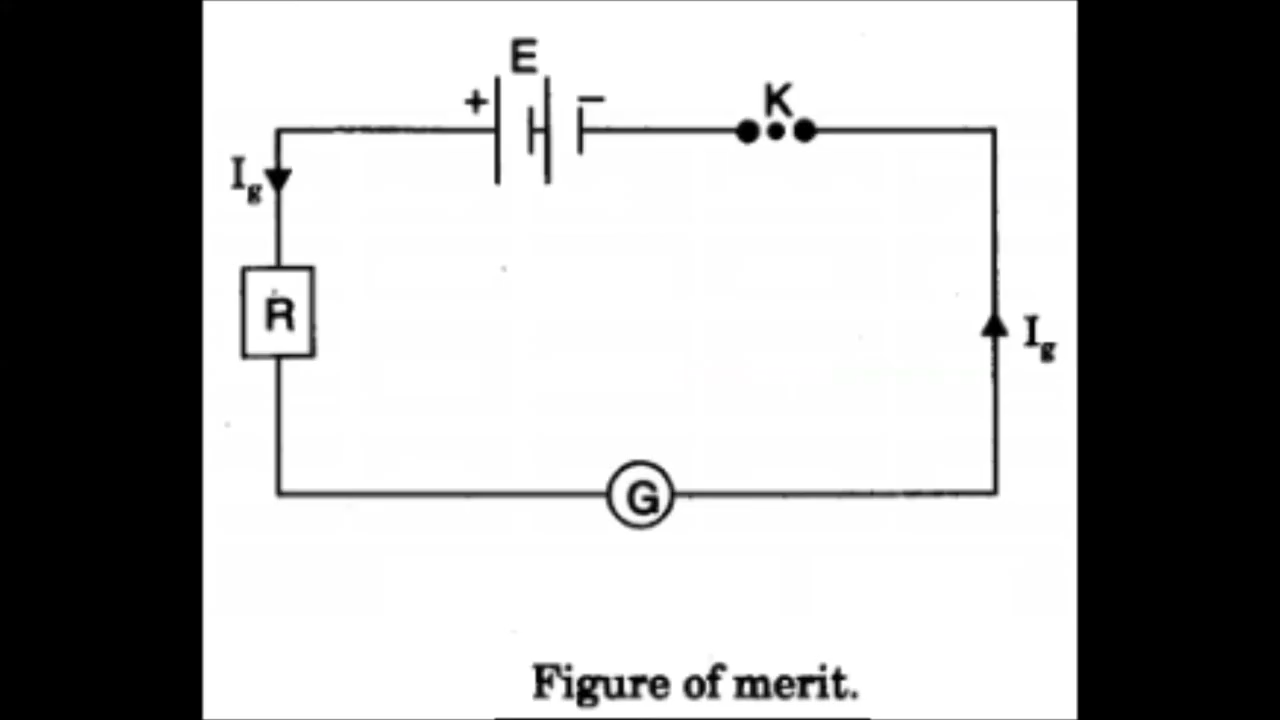 E
+ −
K
Ig
R
Ig
G
Figure of merit.